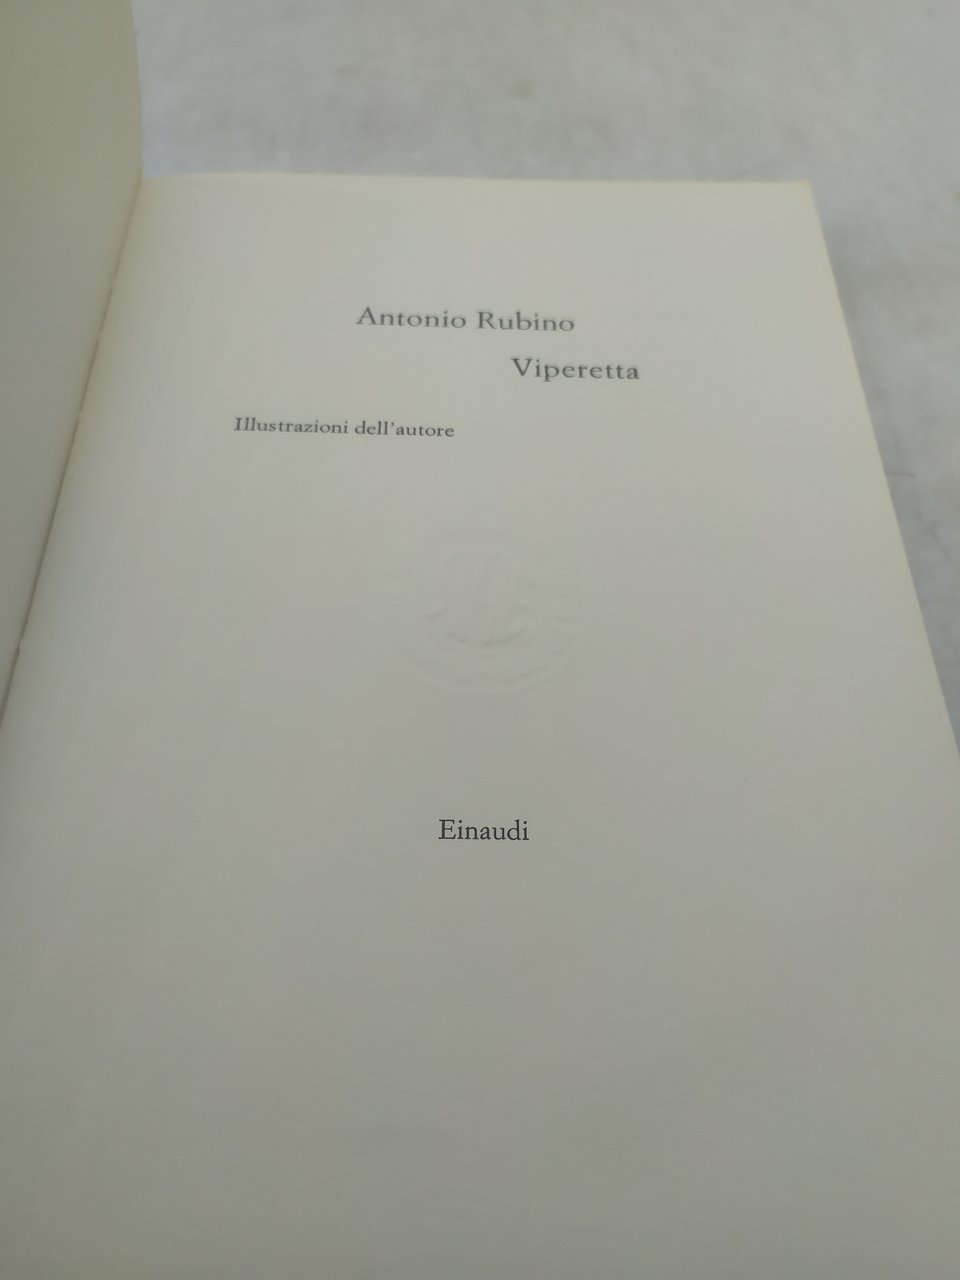 Antonio Rubino
Viperetta
Illustrazioni dell'autore
Einaudi